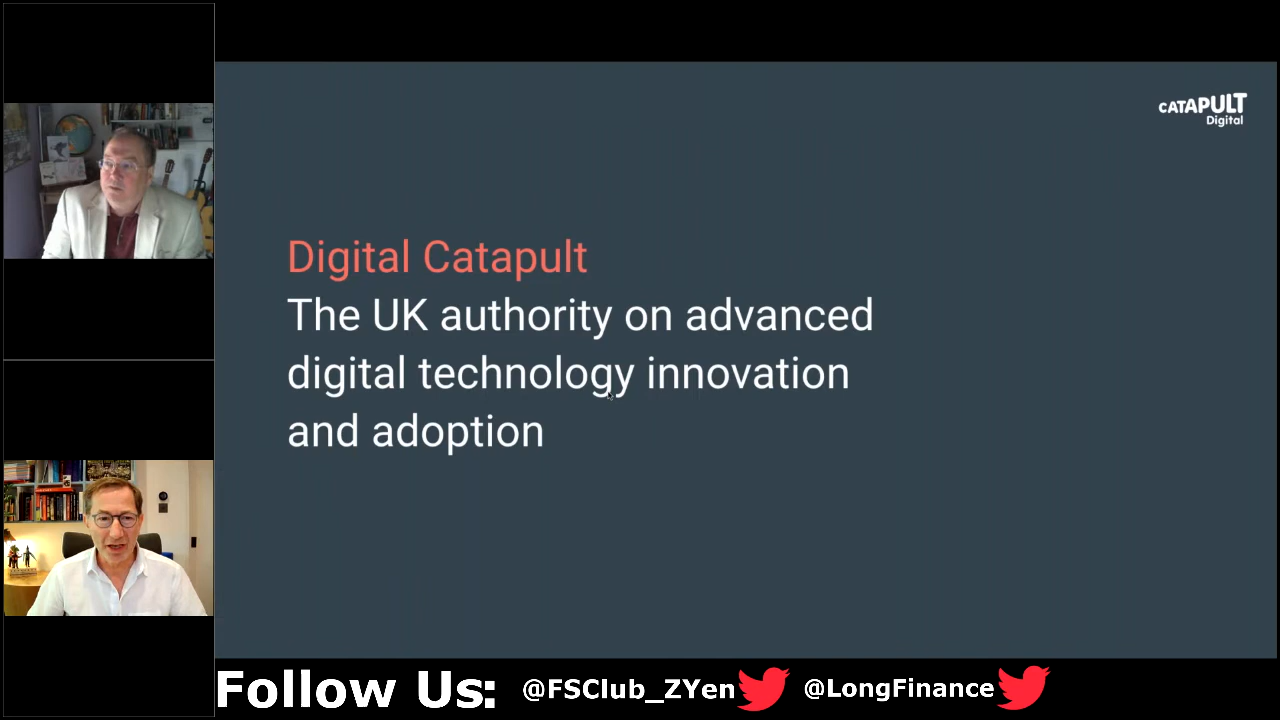 CATAPULT
Digital
Digital Catapult
The UK authority on advanced
digital technology innovation
and adoption
Follow Us: @FSClub_ZYen @LongFinance